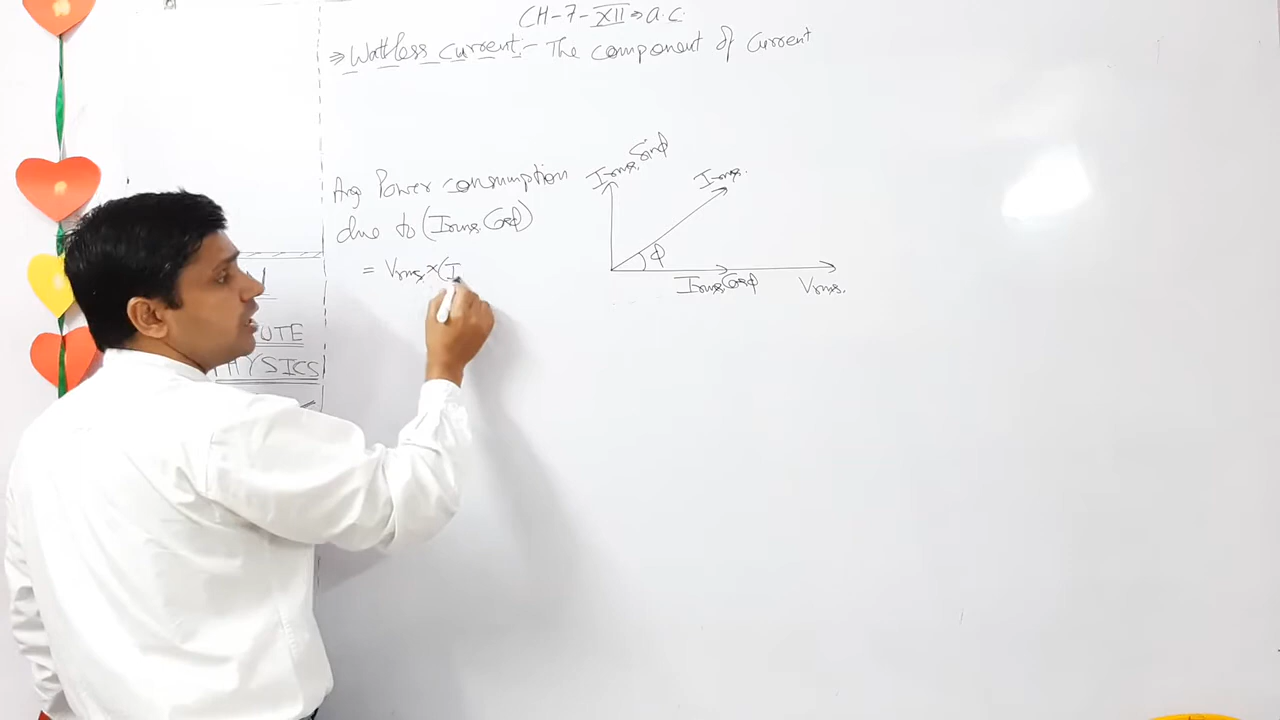 CH-7-XII⇒a.c.
⇒ Wattless current:- The component of current
Avg Power consumption
due to (Irms. Cosφ)
= Vrms × (I
Irms. Sinφ
Irms.
φ
Irms. Cosφ
Vrms.
UTE
PHYSICS